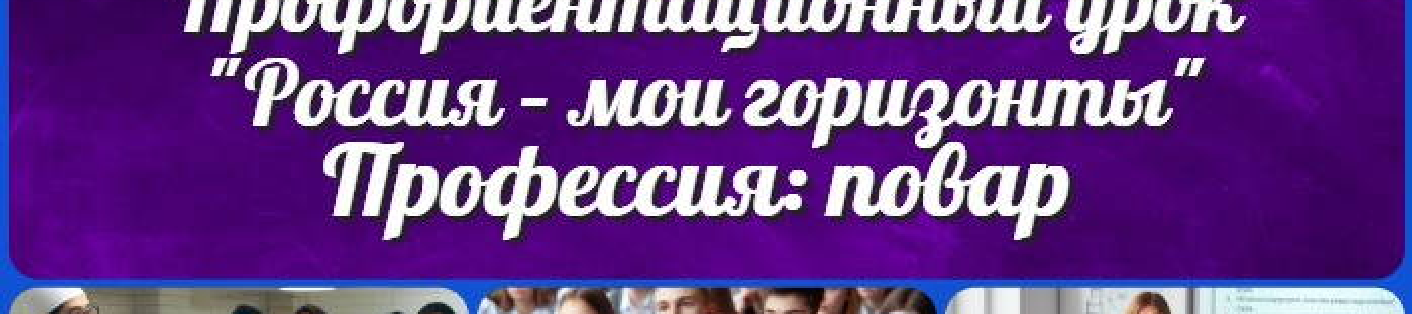 Профориентационный урок
"Россия – мои горизонты"
Профессия: повар